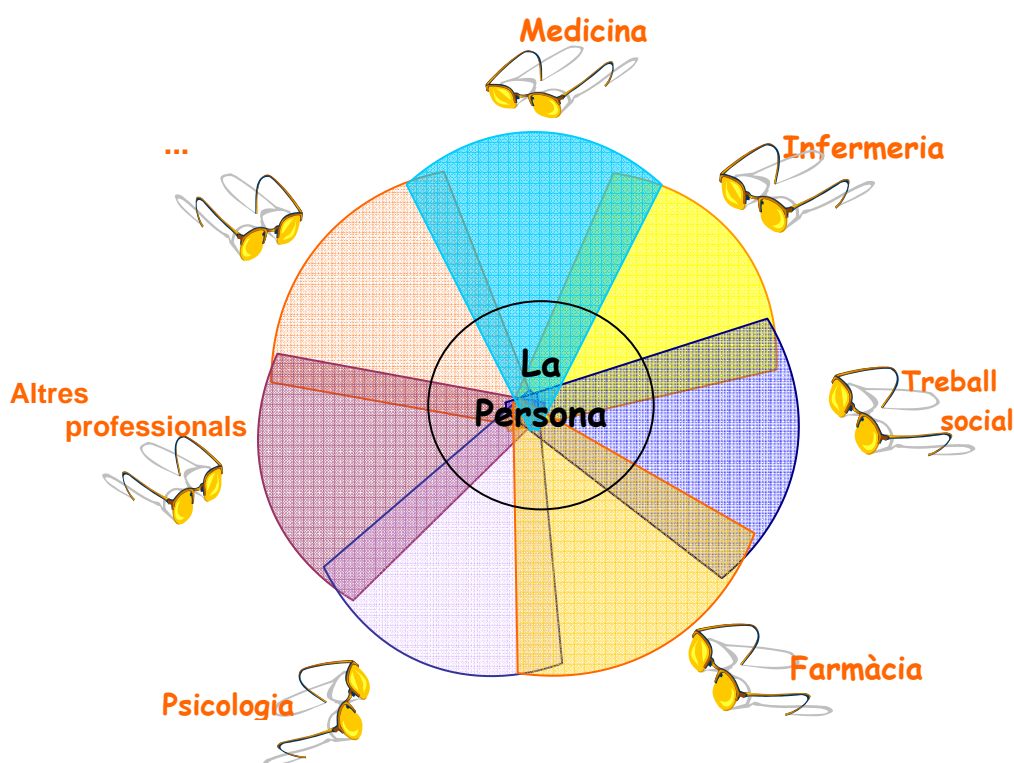 Medicina
Infermeria
...
La
Persona
Treball
social
Altres
professionals
Farmàcia
Psicologia